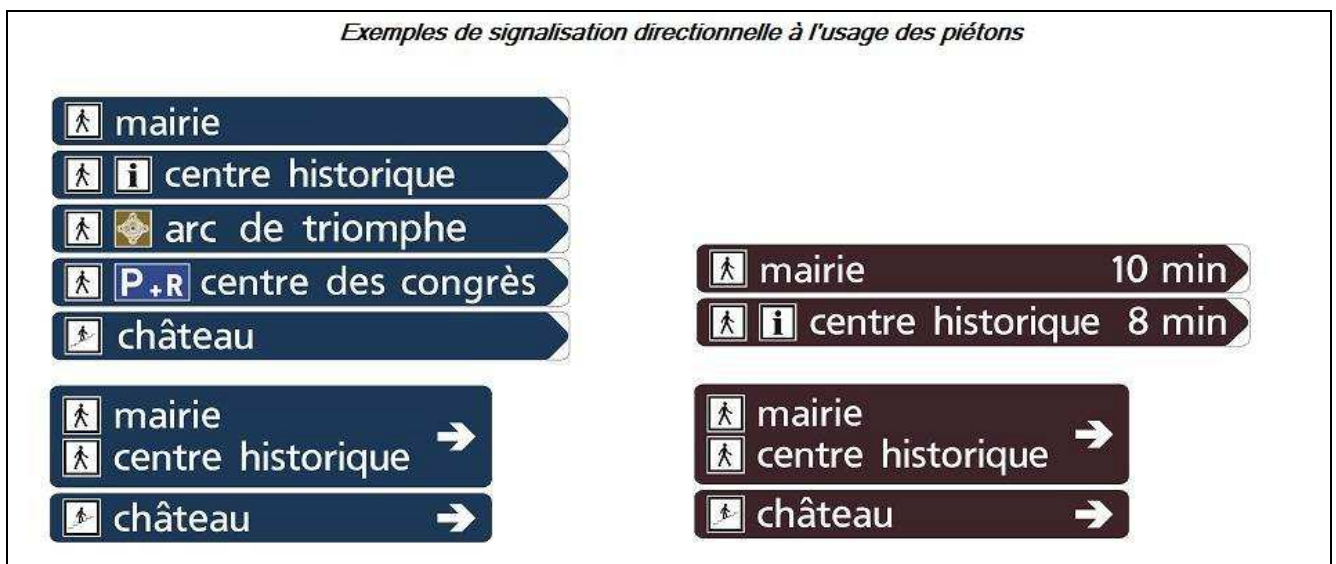 Exemples de signalisation directionnelle à l'usage des piétons
mairie
i centre historique
arc de triomphe
P+R centre des congrès
château
mairie
centre historique
château
mairie 10 min
i centre historique 8 min
mairie
centre historique
château